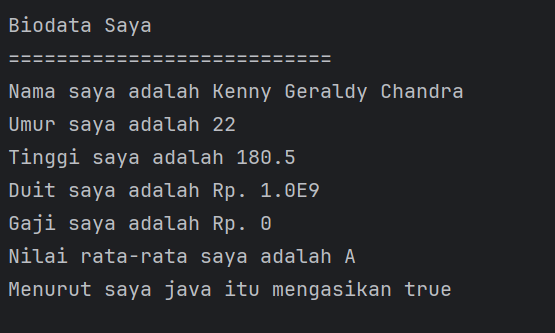 Biodata Saya
===========================
Nama saya adalah Kenny Geraldy Chandra
Umur saya adalah 22
Tinggi saya adalah 180.5
Duit saya adalah Rp. 1.0E9
Gaji saya adalah Rp. 0
Nilai rata-rata saya adalah A
Menurut saya java itu mengasikan true